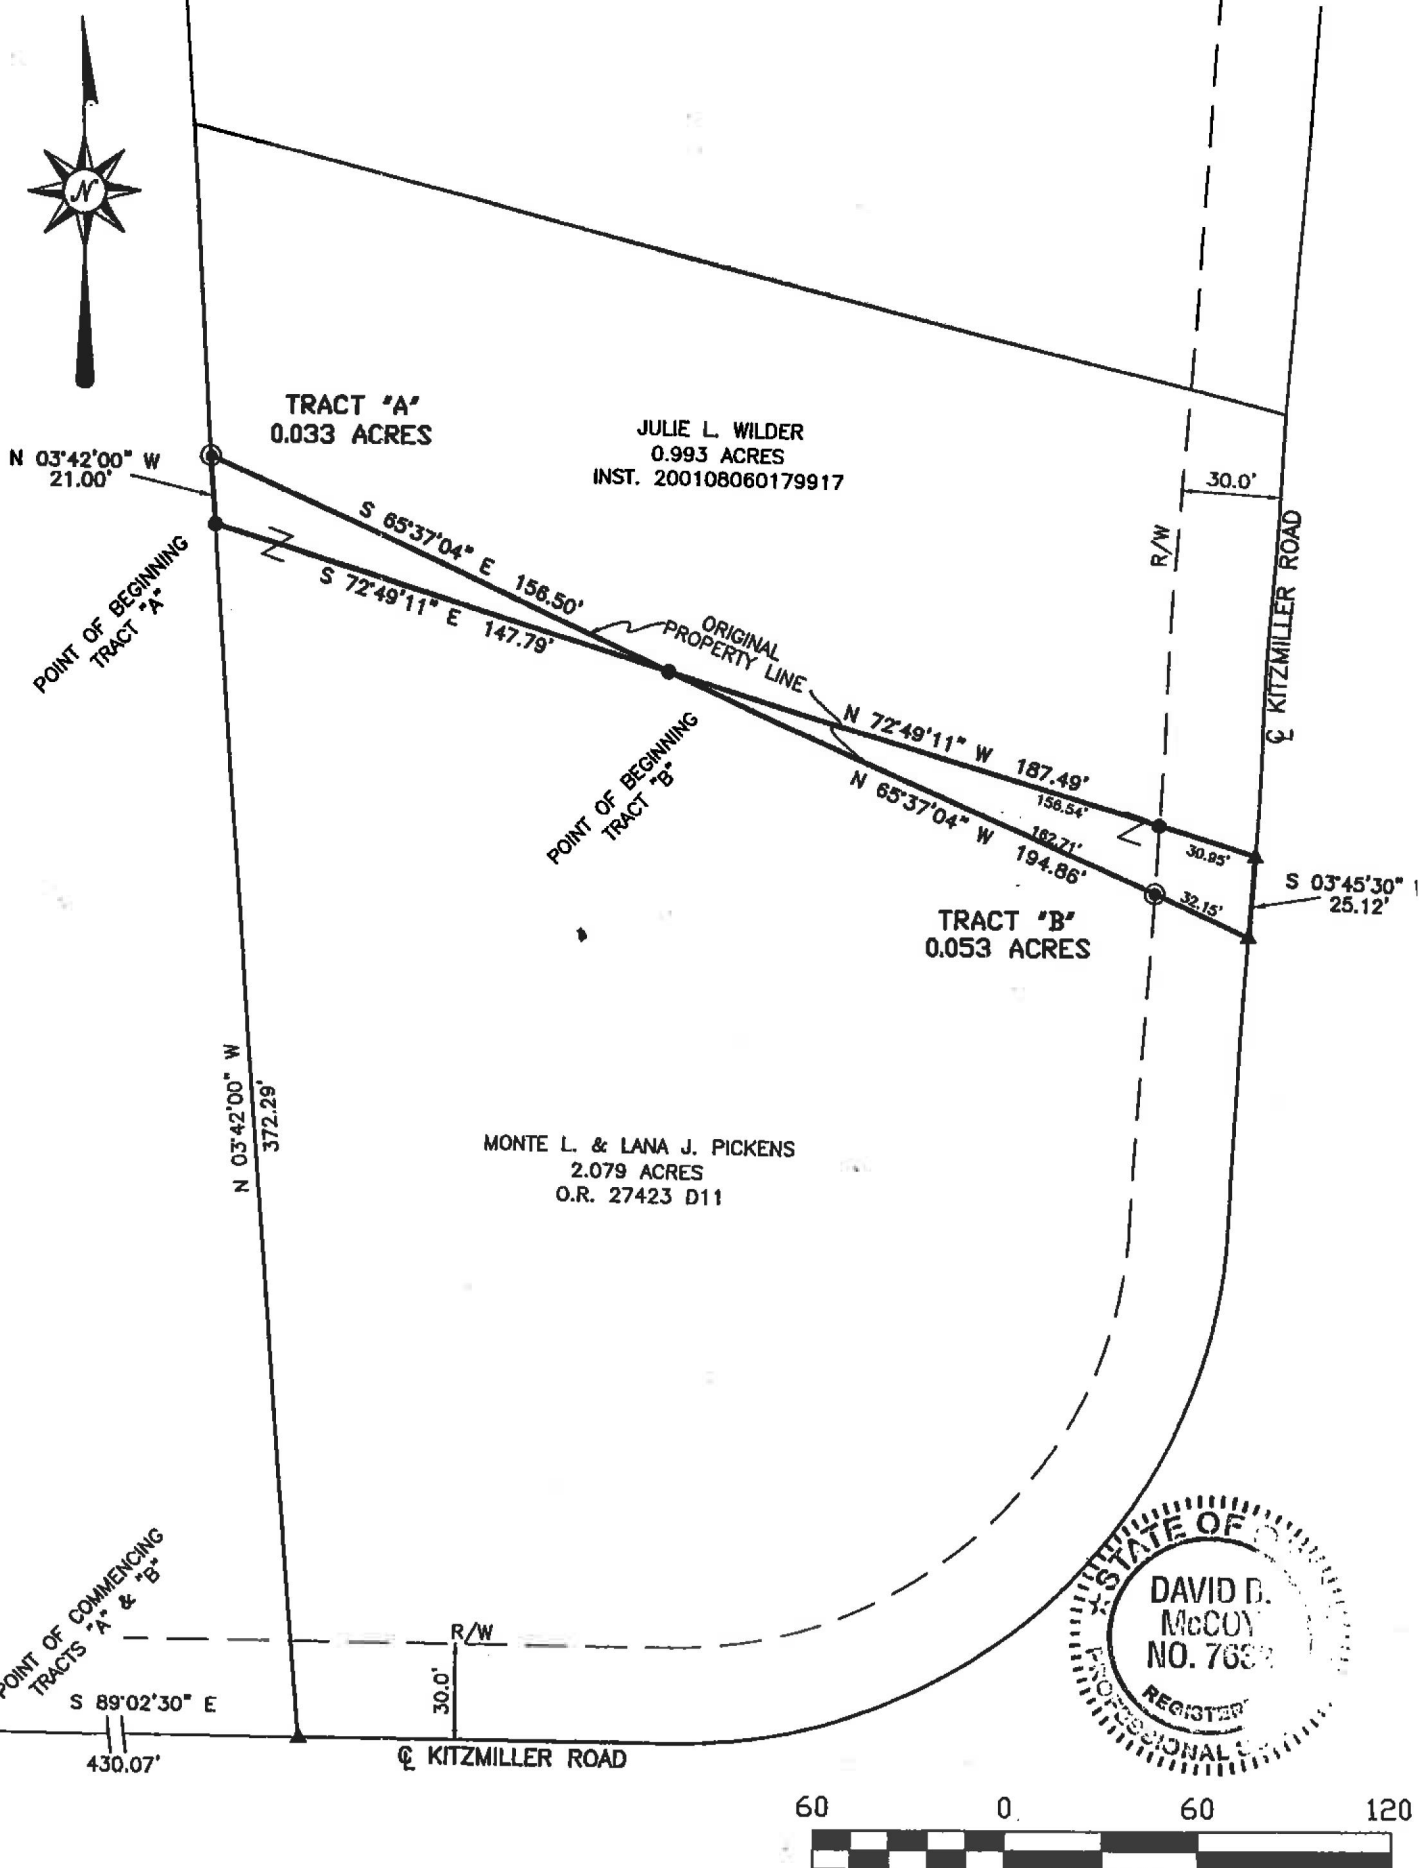 N
TRACT "A"
0.033 ACRES
JULIE L. WILDER
0.993 ACRES
INST. 200108060179917
N 03°42'00" W
21.00'
30.0'
R/W
℄ KITZMILLER ROAD
S 65°37'04" E 156.50'
S 72°49'11" E 147.79'
POINT OF BEGINNING
TRACT "A"
ORIGINAL
PROPERTY LINE
N 72°49'11" W 187.49'
156.54'
30.95'
N 65°37'04" W 194.86'
162.71'
32.15'
POINT OF BEGINNING
TRACT "B"
S 03°45'30"
25.12'
TRACT "B"
0.053 ACRES
N 03°42'00" W
372.29'
MONTE L. & LANA J. PICKENS
2.079 ACRES
O.R. 27423 D11
POINT OF COMMENCING
TRACTS "A" & "B"
R/W
30.0'
S 89°02'30" E
430.07'
℄ KITZMILLER ROAD
STATE OF
DAVID D.
McCOY
NO. 763
REGISTER
PROFESSIONAL S
60 0 60 120